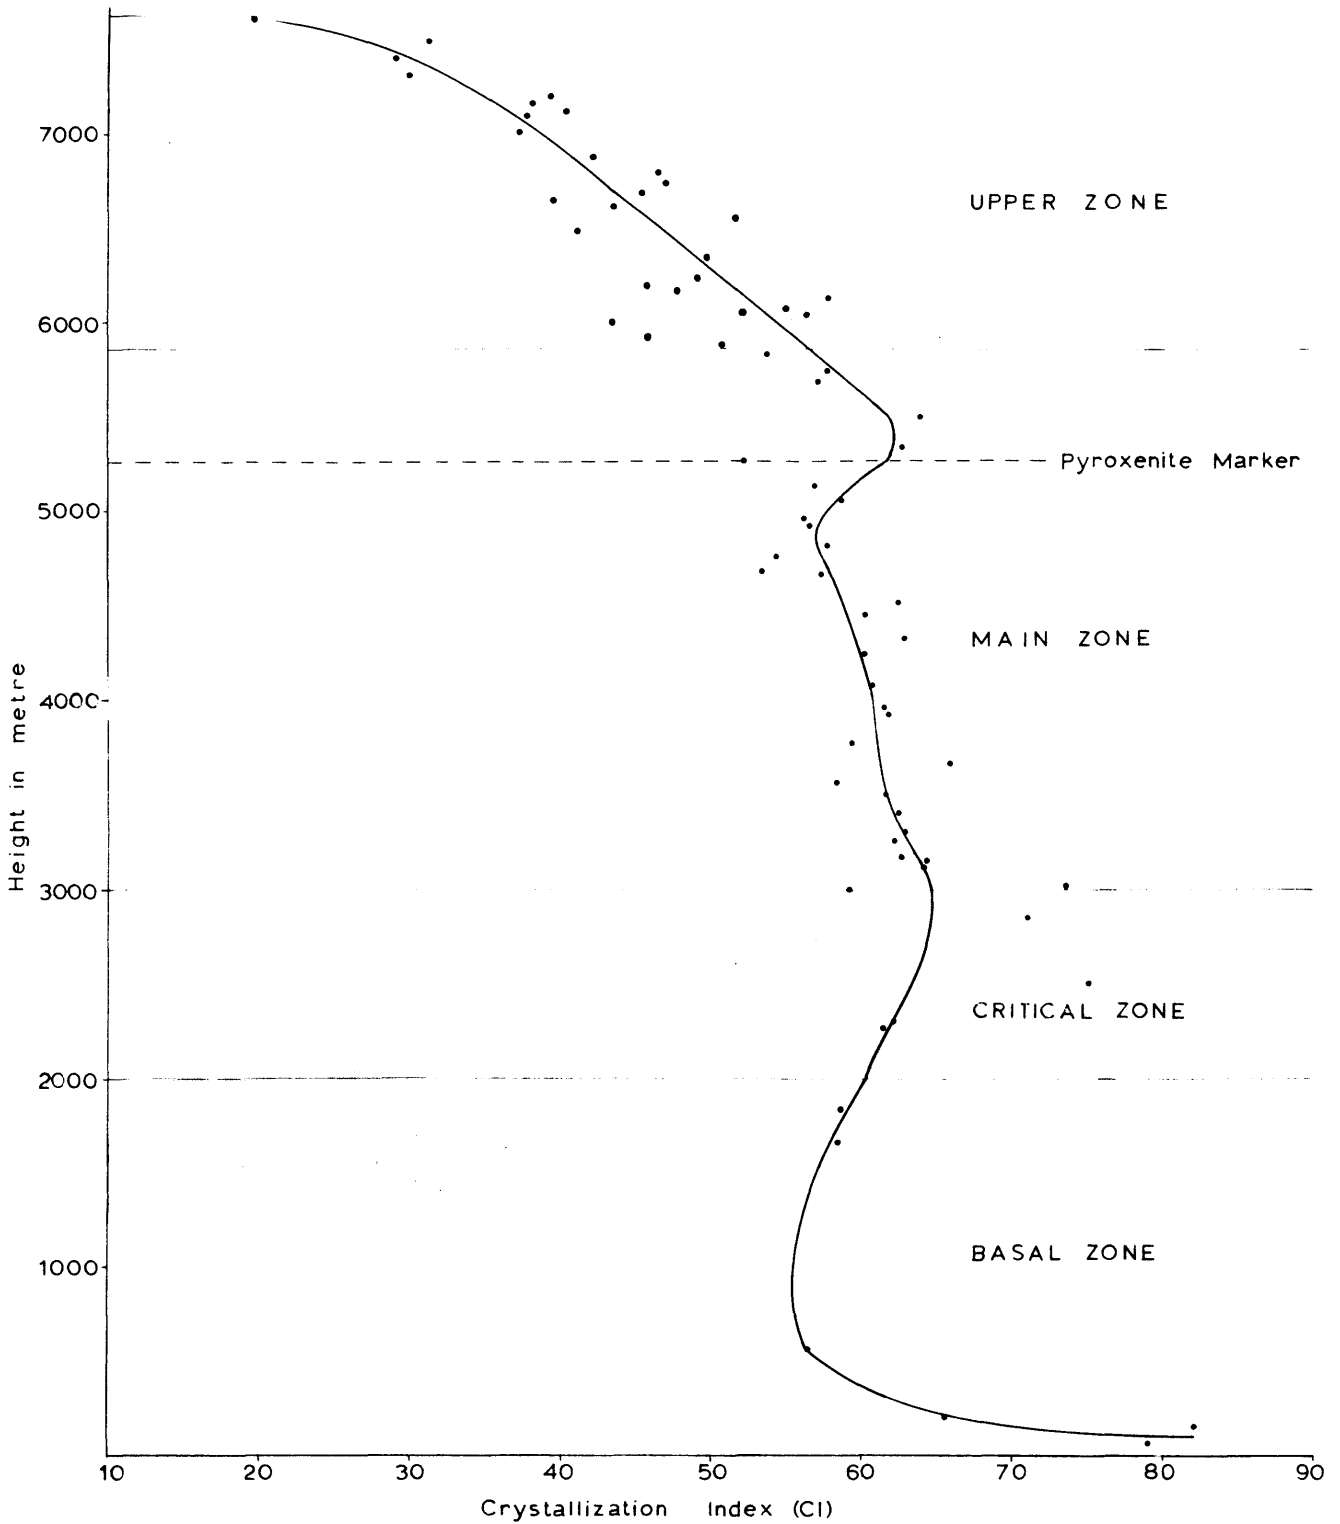 7000
UPPER ZONE
6000
Pyroxenite Marker
5000
MAIN ZONE
4000
Height in metre
3000
CRITICAL ZONE
2000
BASAL ZONE
1000
10 20 30 40 50 60 70 80 90
Crystallization Index (CI)